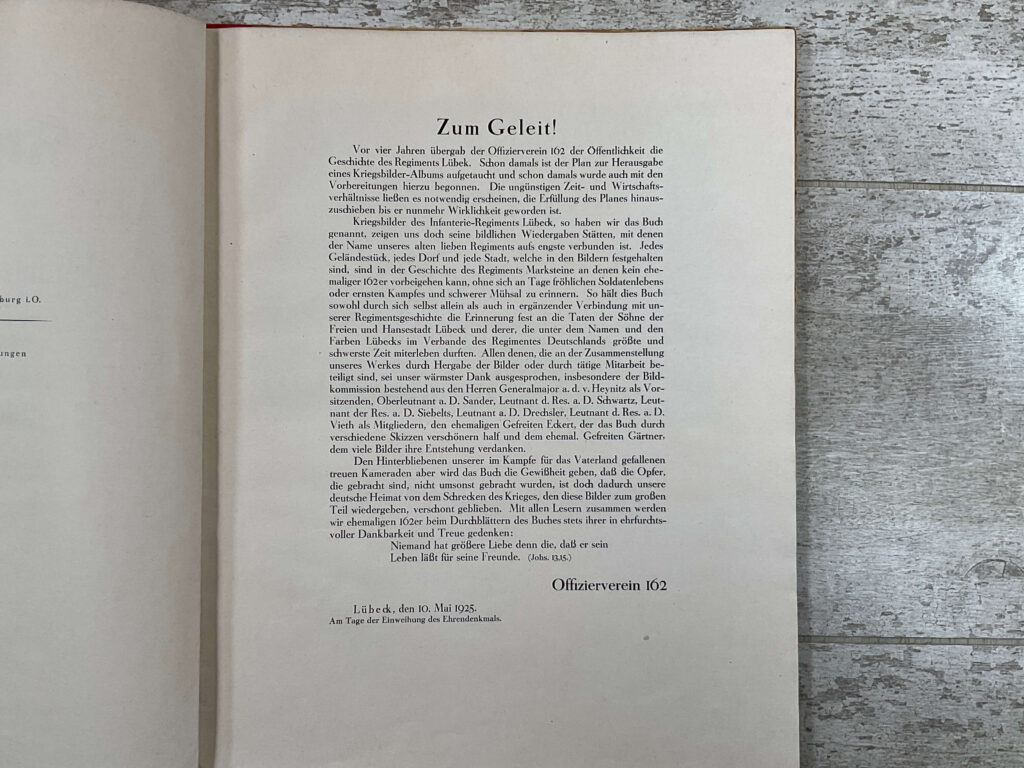 burg i.O.
ungen
Zum Geleit!
Vor vier Jahren übergab der Offizierverein 162 der Öffentlichkeit die
Geschichte des Regiments Lübek. Schon damals ist der Plan zur Herausgabe
eines Kriegsbilder-Albums aufgetaucht und schon damals wurde auch mit den
Vorbereitungen hierzu begonnen. Die ungünstigen Zeit- und Wirtschafts-
verhältnisse ließen es notwendig erscheinen, die Erfüllung des Planes hinaus-
zuschieben bis er nunmehr Wirklichkeit geworden ist.
Kriegsbilder des Infanterie-Regiments Lübeck, so haben wir das Buch
genannt, zeigen uns doch seine bildlichen Wiedergaben Stätten, mit denen
der Name unseres alten lieben Regiments aufs engste verbunden ist. Jedes
Geländestück, jedes Dorf und jede Stadt, welche in den Bildern festgehalten
sind, sind in der Geschichte des Regiments Marksteine an denen kein ehe-
maliger 162er vorbeigehen kann, ohne sich an Tage fröhlichen Soldatenlebens
oder ernsten Kampfes und schwerer Mühsal zu erinnern. So hält dies Buch
sowohl durch sich selbst allein als auch in ergänzender Verbindung mit un-
serer Regimentsgeschichte die Erinnerung fest an die Taten der Söhne der
Freien und Hansestadt Lübeck und derer, die unter dem Namen und den
Farben Lübecks im Verbande des Regimentes Deutschlands größte und
schwerste Zeit miterleben durften. Allen denen, die an der Zusammenstellung
unseres Werkes durch Hergabe der Bilder oder durch tätige Mitarbeit be-
teiligt sind, sei unser wärmster Dank ausgesprochen, insbesondere der Bild-
kommission bestehend aus den Herren Generalmajor a. d. v. Heynitz als Vor-
sitzenden, Oberleutnant a. D. Sander, Leutnant d. Res. a. D. Schwartz, Leut-
nant der Res. a. D. Siebelts, Leutnant a. D. Drechsler, Leutnant d. Res. a. D.
Vieth als Mitgliedern, den ehemaligen Gefreiten Eckert, der das Buch durch
verschiedene Skizzen verschönern half und dem ehemal. Gefreiten Gärtner,
dem viele Bilder ihre Entstehung verdanken.
Den Hinterbliebenen unserer im Kampfe für das Vaterland gefallenen
treuen Kameraden aber wird das Buch die Gewißheit geben, daß die Opfer,
die gebracht sind, nicht umsonst gebracht wurden, ist doch dadurch unsere
deutsche Heimat von dem Schrecken des Krieges, den diese Bilder zum großen
Teil wiedergeben, verschont geblieben. Mit allen Lesern zusammen werden
wir ehemaligen 162er beim Durchblättern des Buches stets ihrer in ehrfurchts-
voller Dankbarkeit und Treue gedenken:
Niemand hat größere Liebe denn die, daß er sein
Leben läßt für seine Freunde. (Johs. 13,15.)
Offizierverein 162
Lübeck, den 10. Mai 1925.
Am Tage der Einweihung des Ehrendenkmals.